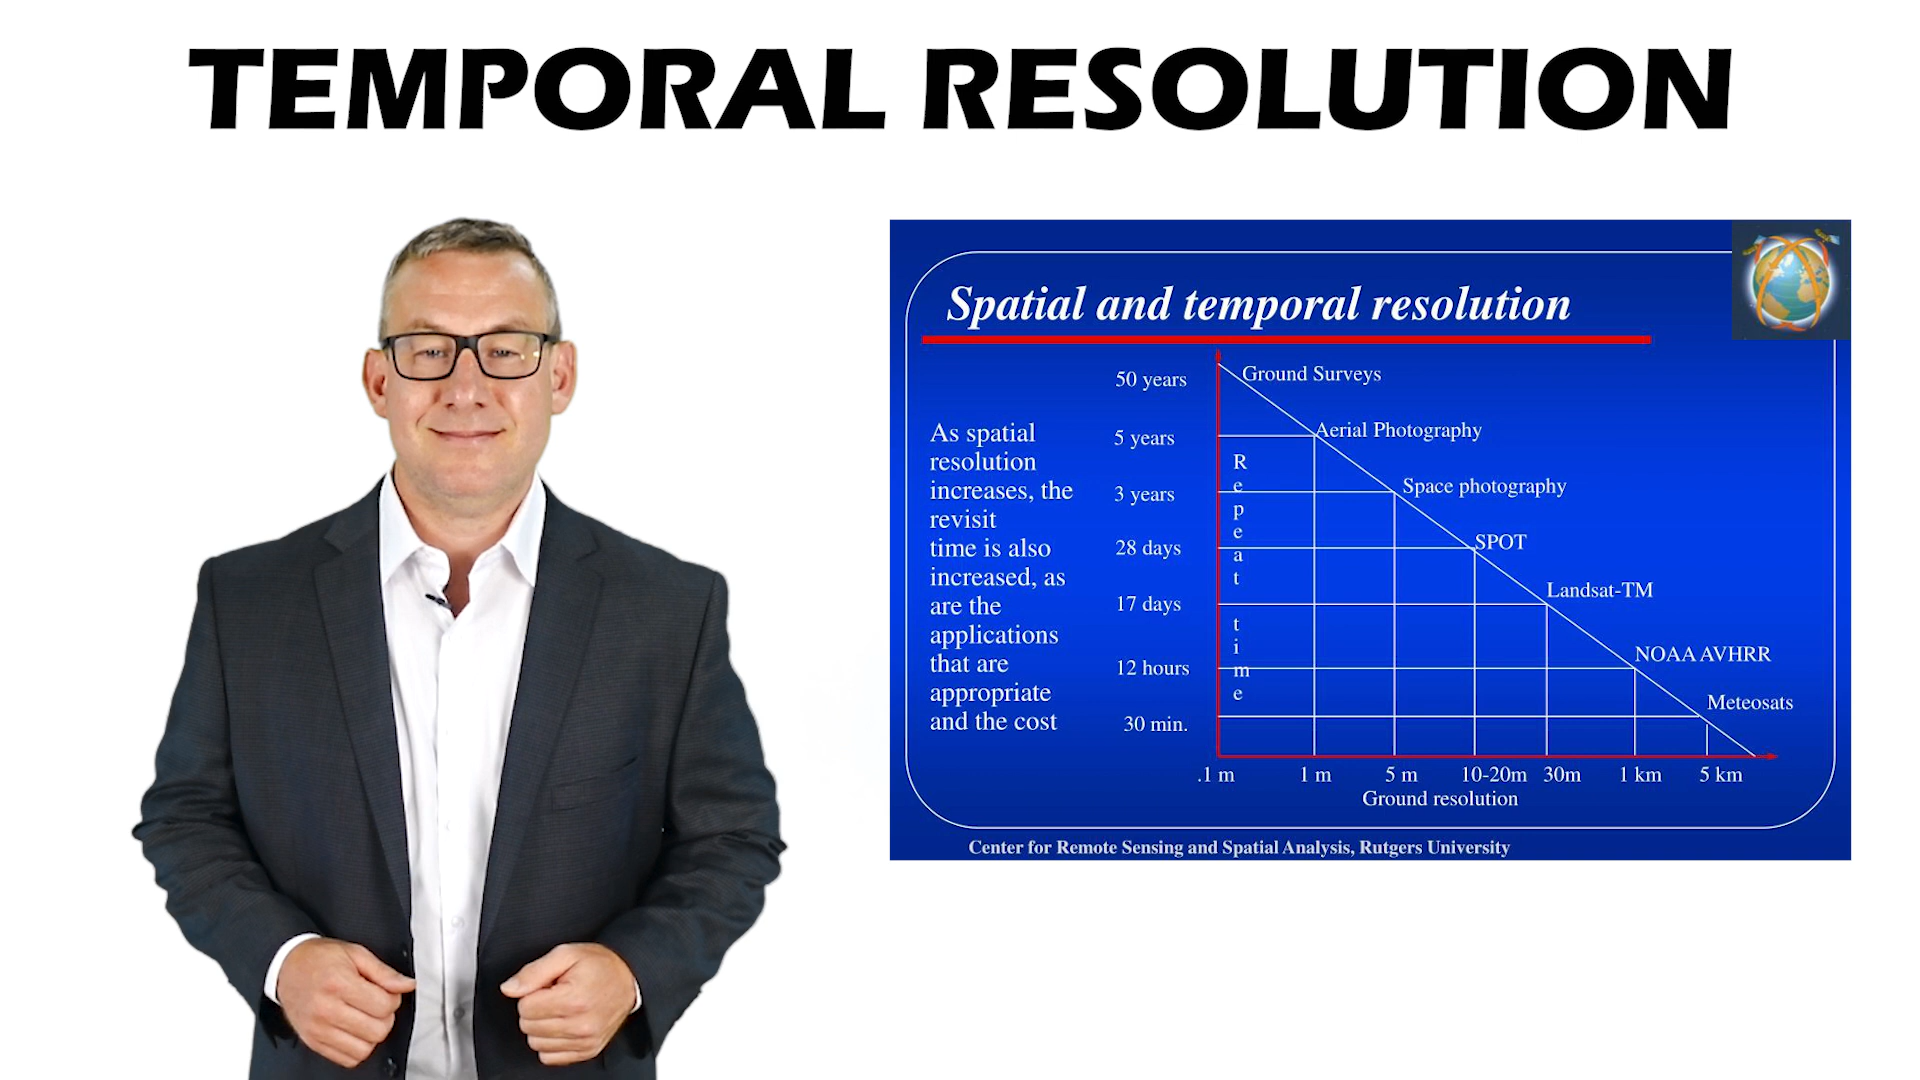 TEMPORAL RESOLUTION
Spatial and temporal resolution
As spatial
resolution
increases, the
revisit
time is also
increased, as
are the
applications
that are
appropriate
and the cost
50 years
5 years
3 years
28 days
17 days
12 hours
30 min.
Repeat time
Ground Surveys
Aerial Photography
Space photography
SPOT
Landsat-TM
NOAA AVHRR
Meteosats
.1 m 1 m 5 m 10-20m 30m 1 km 5 km
Ground resolution
Center for Remote Sensing and Spatial Analysis, Rutgers University